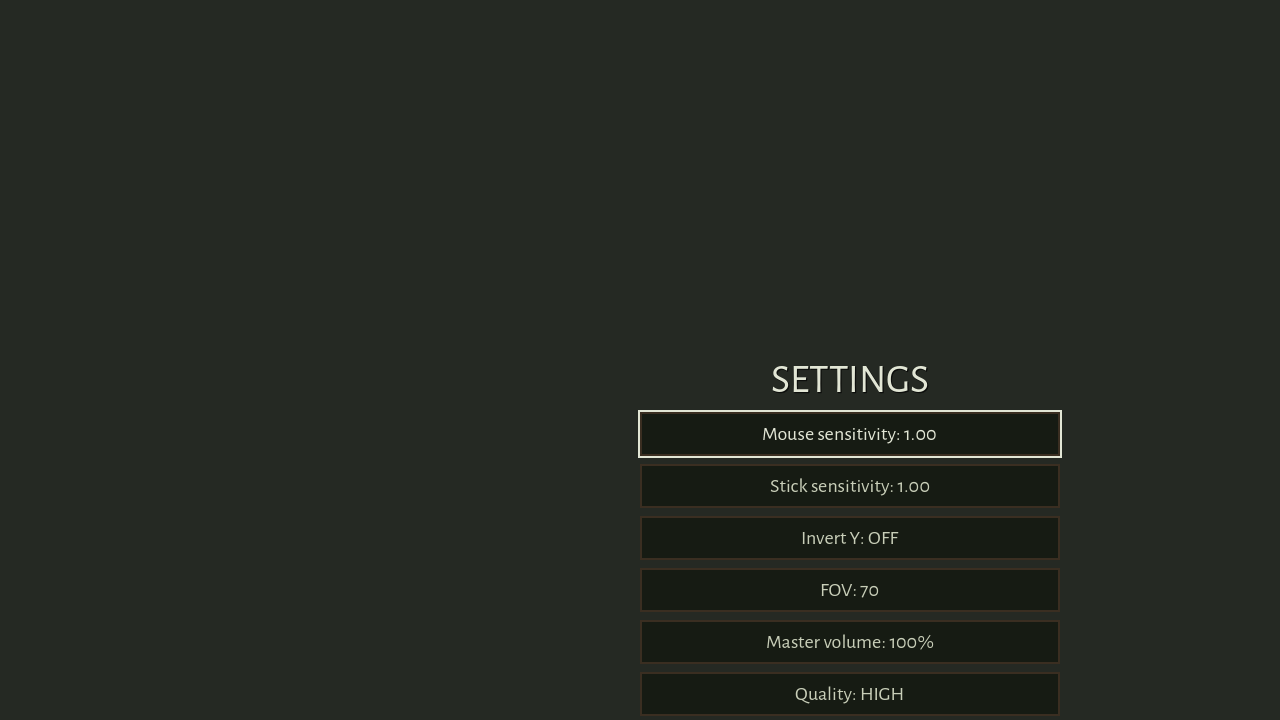 SETTINGS
Mouse sensitivity: 1.00
Stick sensitivity: 1.00
Invert Y: OFF
FOV: 70
Master volume: 100%
Quality: HIGH